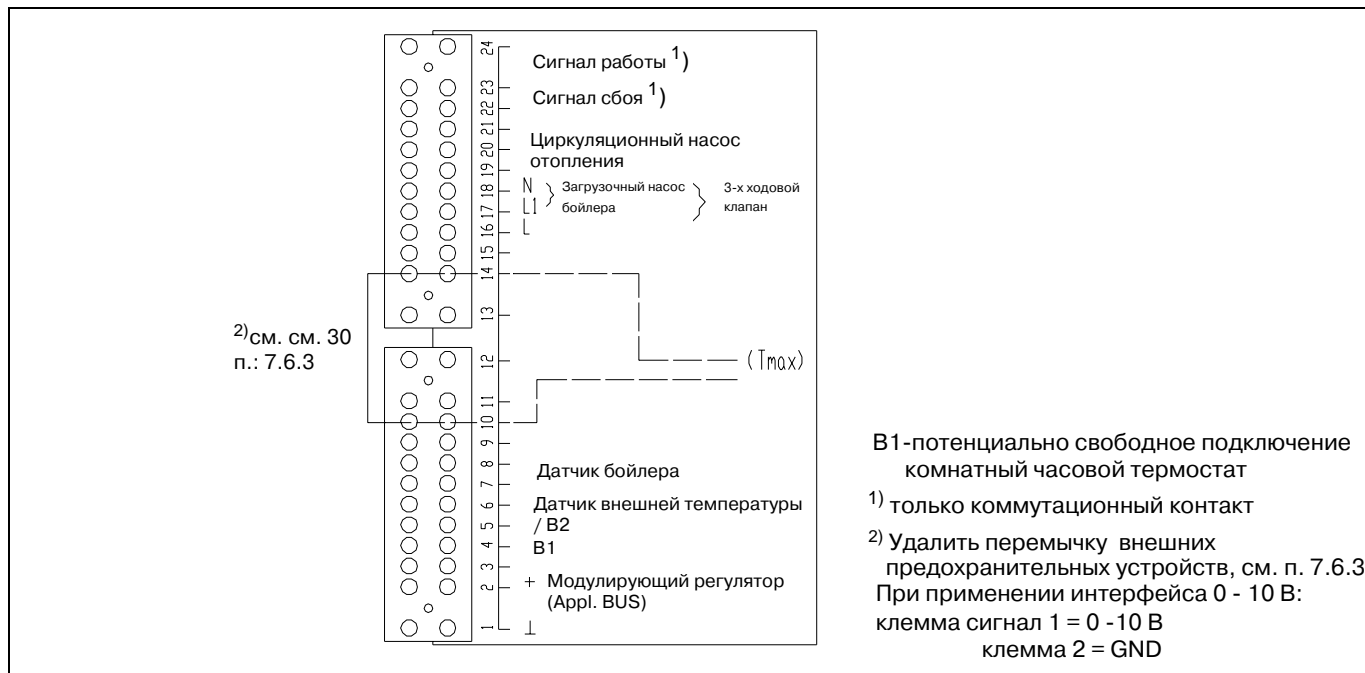 24
Сигнал работы 1)
23
Сигнал сбоя 1)
22
21
Циркуляционный насос
20
отопления
19
18
N
Загрузочный насос
3-х ходовой
17
L1
бойлера
клапан
16
L
15
14
13
2)см. см. 30
п.: 7.6.3
12
(Tmax)
11
10
9
8
Датчик бойлера
7
6
Датчик внешней температуры
5
/ B2
4
B1
3
2
+ Модулирующий регулятор
(Appl. BUS)
1
⊥
B1-потенциально свободное подключение
комнатный часовой термостат
1) только коммутационный контакт
2) Удалить перемычку внешних
предохранительных устройств, см. п. 7.6.3
При применении интерфейса 0 - 10 В:
клемма сигнал 1 = 0 -10 В
клемма 2 = GND